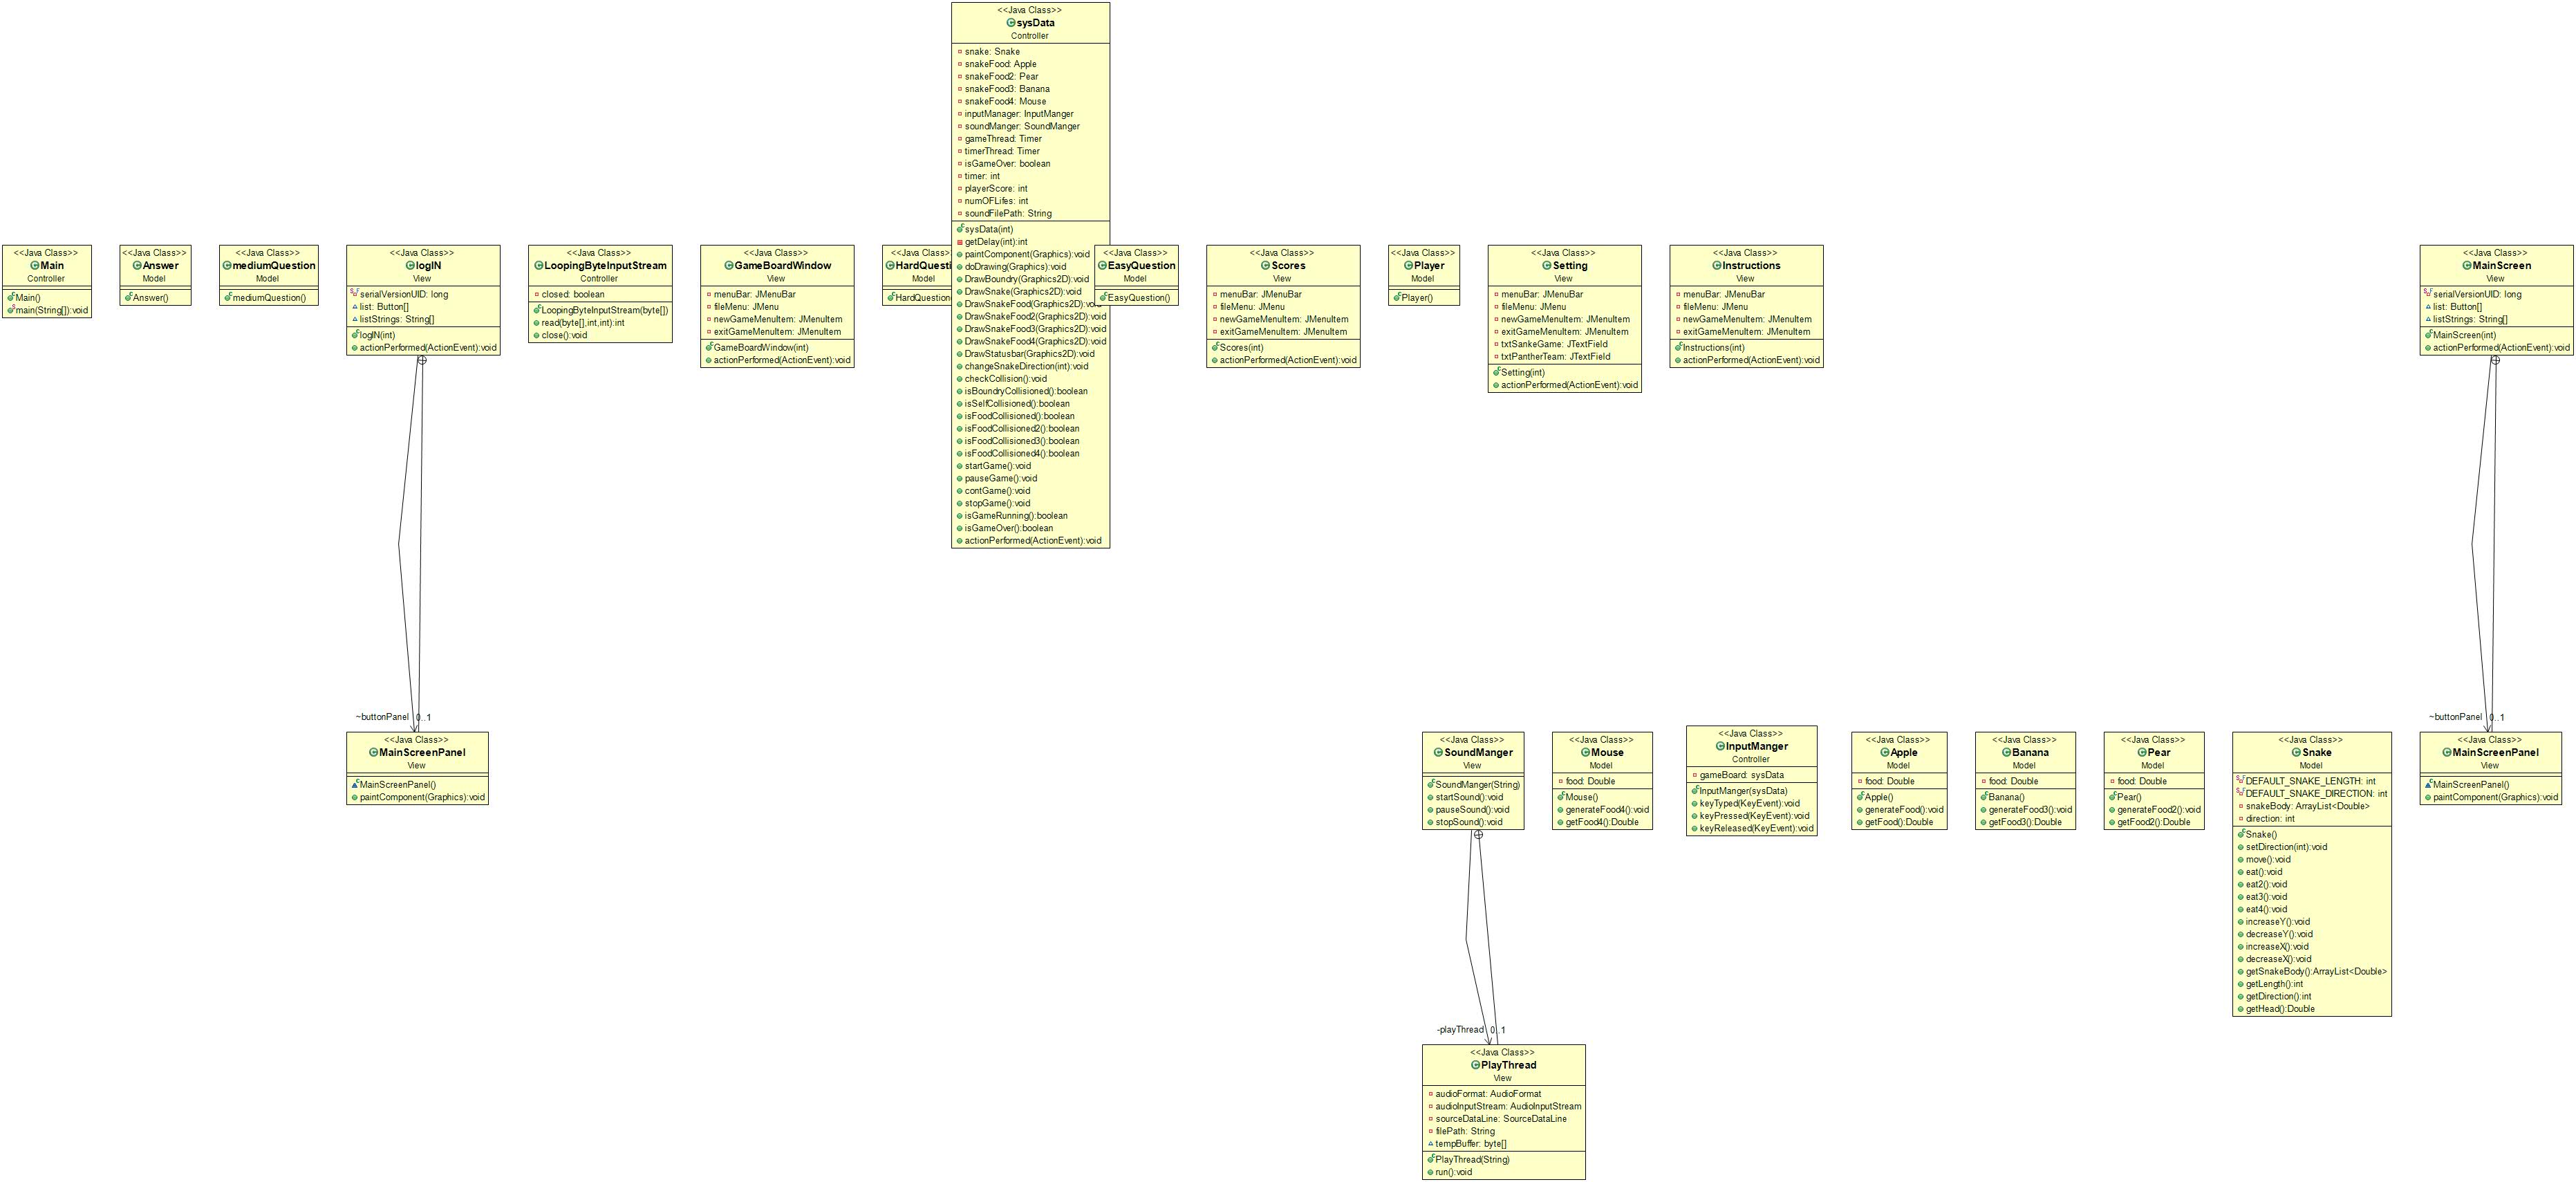 <<Java Class>>
sysData
Controller
snake: Snake
snakeFood: Apple
snakeFood2: Pear
snakeFood3: Banana
snakeFood4: Mouse
inputManager: InputManger
soundManger: SoundManger
gameThread: Timer
timerThread: Timer
isGameOver: boolean
timer: int
playerScore: int
numOFLifes: int
soundFilePath: String
sysData(int)
getDelay(int):int
paintComponent(Graphics):void
doDrawing(Graphics):void
DrawBoundry(Graphics2D):void
DrawSnake(Graphics2D):void
DrawSnakeFood(Graphics2D):void
DrawSnakeFood2(Graphics2D):void
DrawSnakeFood3(Graphics2D):void
DrawSnakeFood4(Graphics2D):void
DrawStatusbar(Graphics2D):void
changeSnakeDirection(int):void
checkCollision():void
isBoundryCollisioned():boolean
isSelfCollisioned():boolean
isFoodCollisioned():boolean
isFoodCollisioned2():boolean
isFoodCollisioned3():boolean
isFoodCollisioned4():boolean
startGame():void
pauseGame():void
contGame():void
stopGame():void
isGameRunning():boolean
isGameOver():boolean
actionPerformed(ActionEvent):void
<<Java Class>>
Main
Controller
Main()
main(String[]):void
<<Java Class>>
Answer
Model
Answer()
<<Java Class>>
mediumQuestion
Model
mediumQuestion()
<<Java Class>>
logIN
View
serialVersionUID: long
list: Button[]
listStrings: String[]
logIN(int)
actionPerformed(ActionEvent):void
<<Java Class>>
LoopingByteInputStream
Controller
closed: boolean
LoopingByteInputStream(byte[])
read(byte[],int,int):int
close():void
<<Java Class>>
GameBoardWindow
View
menuBar: JMenuBar
fileMenu: JMenu
newGameMenuItem: JMenuItem
exitGameMenuItem: JMenuItem
GameBoardWindow(int)
actionPerformed(ActionEvent):void
<<Java Class>>
HardQuesti
Model
HardQuestion
<<Java Class>>
EasyQuestion
Model
EasyQuestion()
<<Java Class>>
Scores
View
menuBar: JMenuBar
fileMenu: JMenu
newGameMenuItem: JMenuItem
exitGameMenuItem: JMenuItem
Scores(int)
actionPerformed(ActionEvent):void
<<Java Class>>
Player
Model
Player()
<<Java Class>>
Setting
View
menuBar: JMenuBar
fileMenu: JMenu
newGameMenuItem: JMenuItem
exitGameMenuItem: JMenuItem
txtSankeGame: JTextField
txtPantherTeam: JTextField
Setting(int)
actionPerformed(ActionEvent):void
<<Java Class>>
Instructions
View
menuBar: JMenuBar
fileMenu: JMenu
newGameMenuItem: JMenuItem
exitGameMenuItem: JMenuItem
Instructions(int)
actionPerformed(ActionEvent):void
<<Java Class>>
MainScreen
View
serialVersionUID: long
list: Button[]
listStrings: String[]
MainScreen(int)
actionPerformed(ActionEvent):void
~buttonPanel 0..1
<<Java Class>>
MainScreenPanel
View
MainScreenPanel()
paintComponent(Graphics):void
<<Java Class>>
SoundManger
View
SoundManger(String)
startSound():void
pauseSound():void
stopSound():void
<<Java Class>>
Mouse
Model
food: Double
Mouse()
generateFood4():void
getFood4():Double
<<Java Class>>
InputManger
Controller
gameBoard: sysData
InputManger(sysData)
keyTyped(KeyEvent):void
keyPressed(KeyEvent):void
keyReleased(KeyEvent):void
<<Java Class>>
Apple
Model
food: Double
Apple()
generateFood():void
getFood():Double
<<Java Class>>
Banana
Model
food: Double
Banana()
generateFood3():void
getFood3():Double
<<Java Class>>
Pear
Model
food: Double
Pear()
generateFood2():void
getFood2():Double
<<Java Class>>
Snake
Model
DEFAULT_SNAKE_LENGTH: int
DEFAULT_SNAKE_DIRECTION: int
snakeBody: ArrayList<Double>
direction: int
Snake()
setDirection(int):void
move():void
eat():void
eat2():void
eat3():void
eat4():void
increaseY():void
decreaseY():void
increaseX():void
decreaseX():void
getSnakeBody():ArrayList<Double>
getLength():int
getDirection():int
getHead():Double
~buttonPanel 0..1
<<Java Class>>
MainScreenPanel
View
MainScreenPanel()
paintComponent(Graphics):void
-playThread 0..1
<<Java Class>>
PlayThread
View
audioFormat: AudioFormat
audioInputStream: AudioInputStream
sourceDataLine: SourceDataLine
filePath: String
tempBuffer: byte[]
PlayThread(String)
run():void